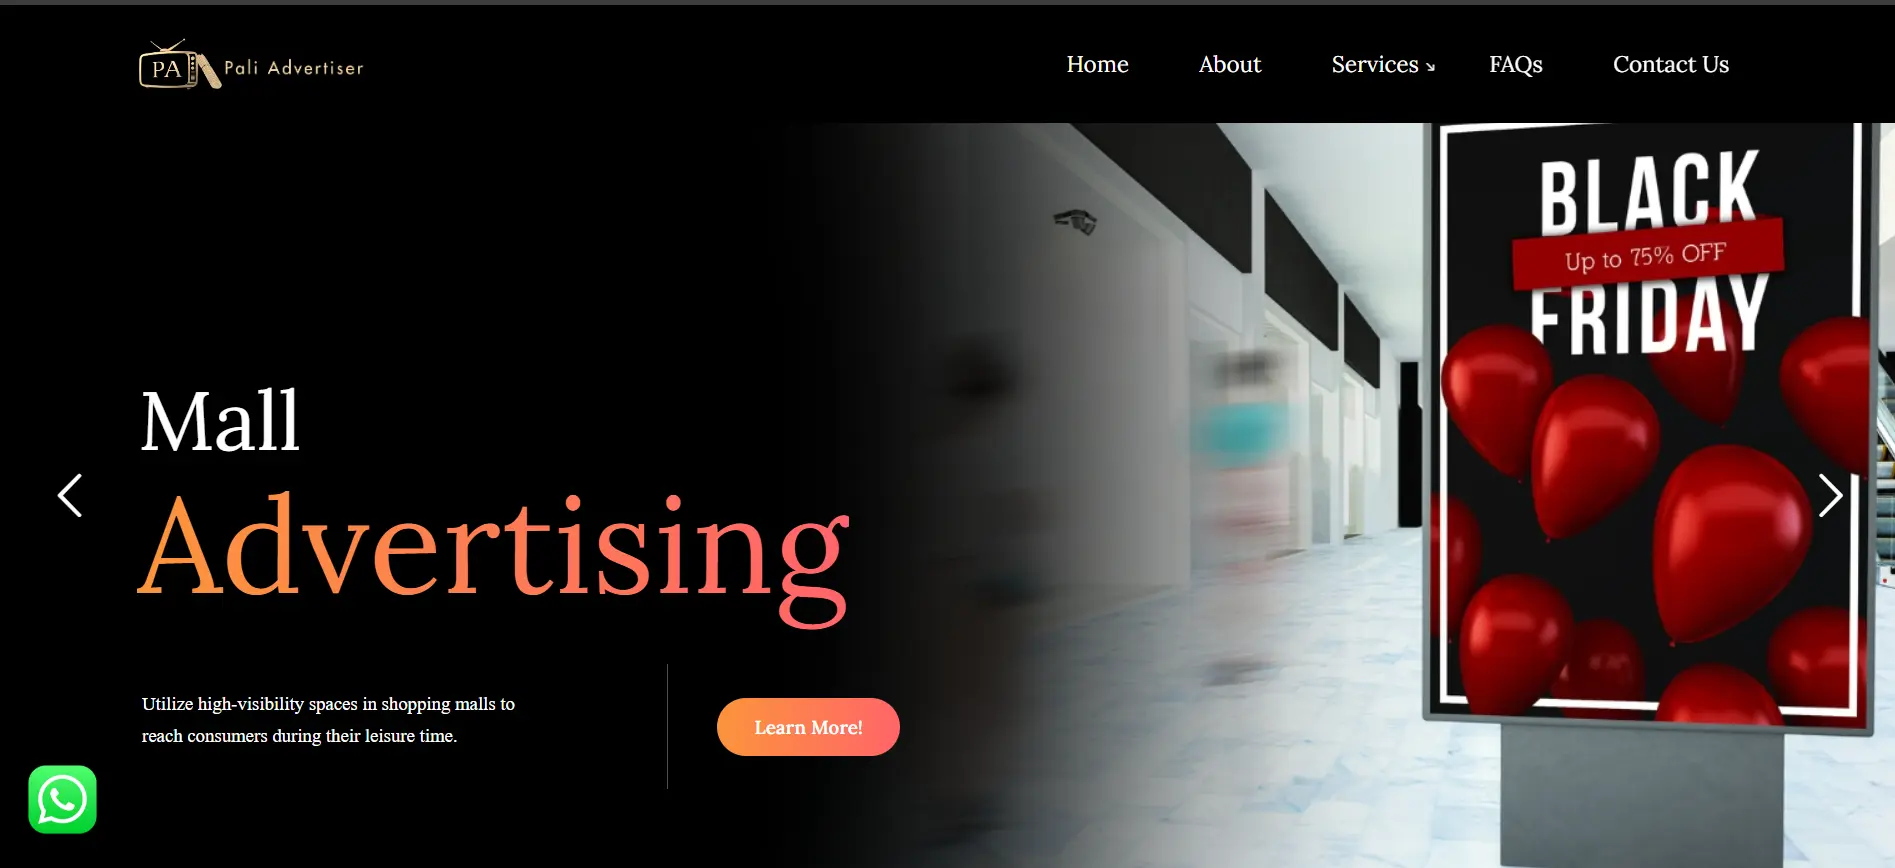 PA Pali Advertiser
Home About Services FAQs Contact Us
BLACK
Up to 75% OFF
FRIDAY
Mall
Advertising
Utilize high-visibility spaces in shopping malls to
reach consumers during their leisure time.
Learn More!